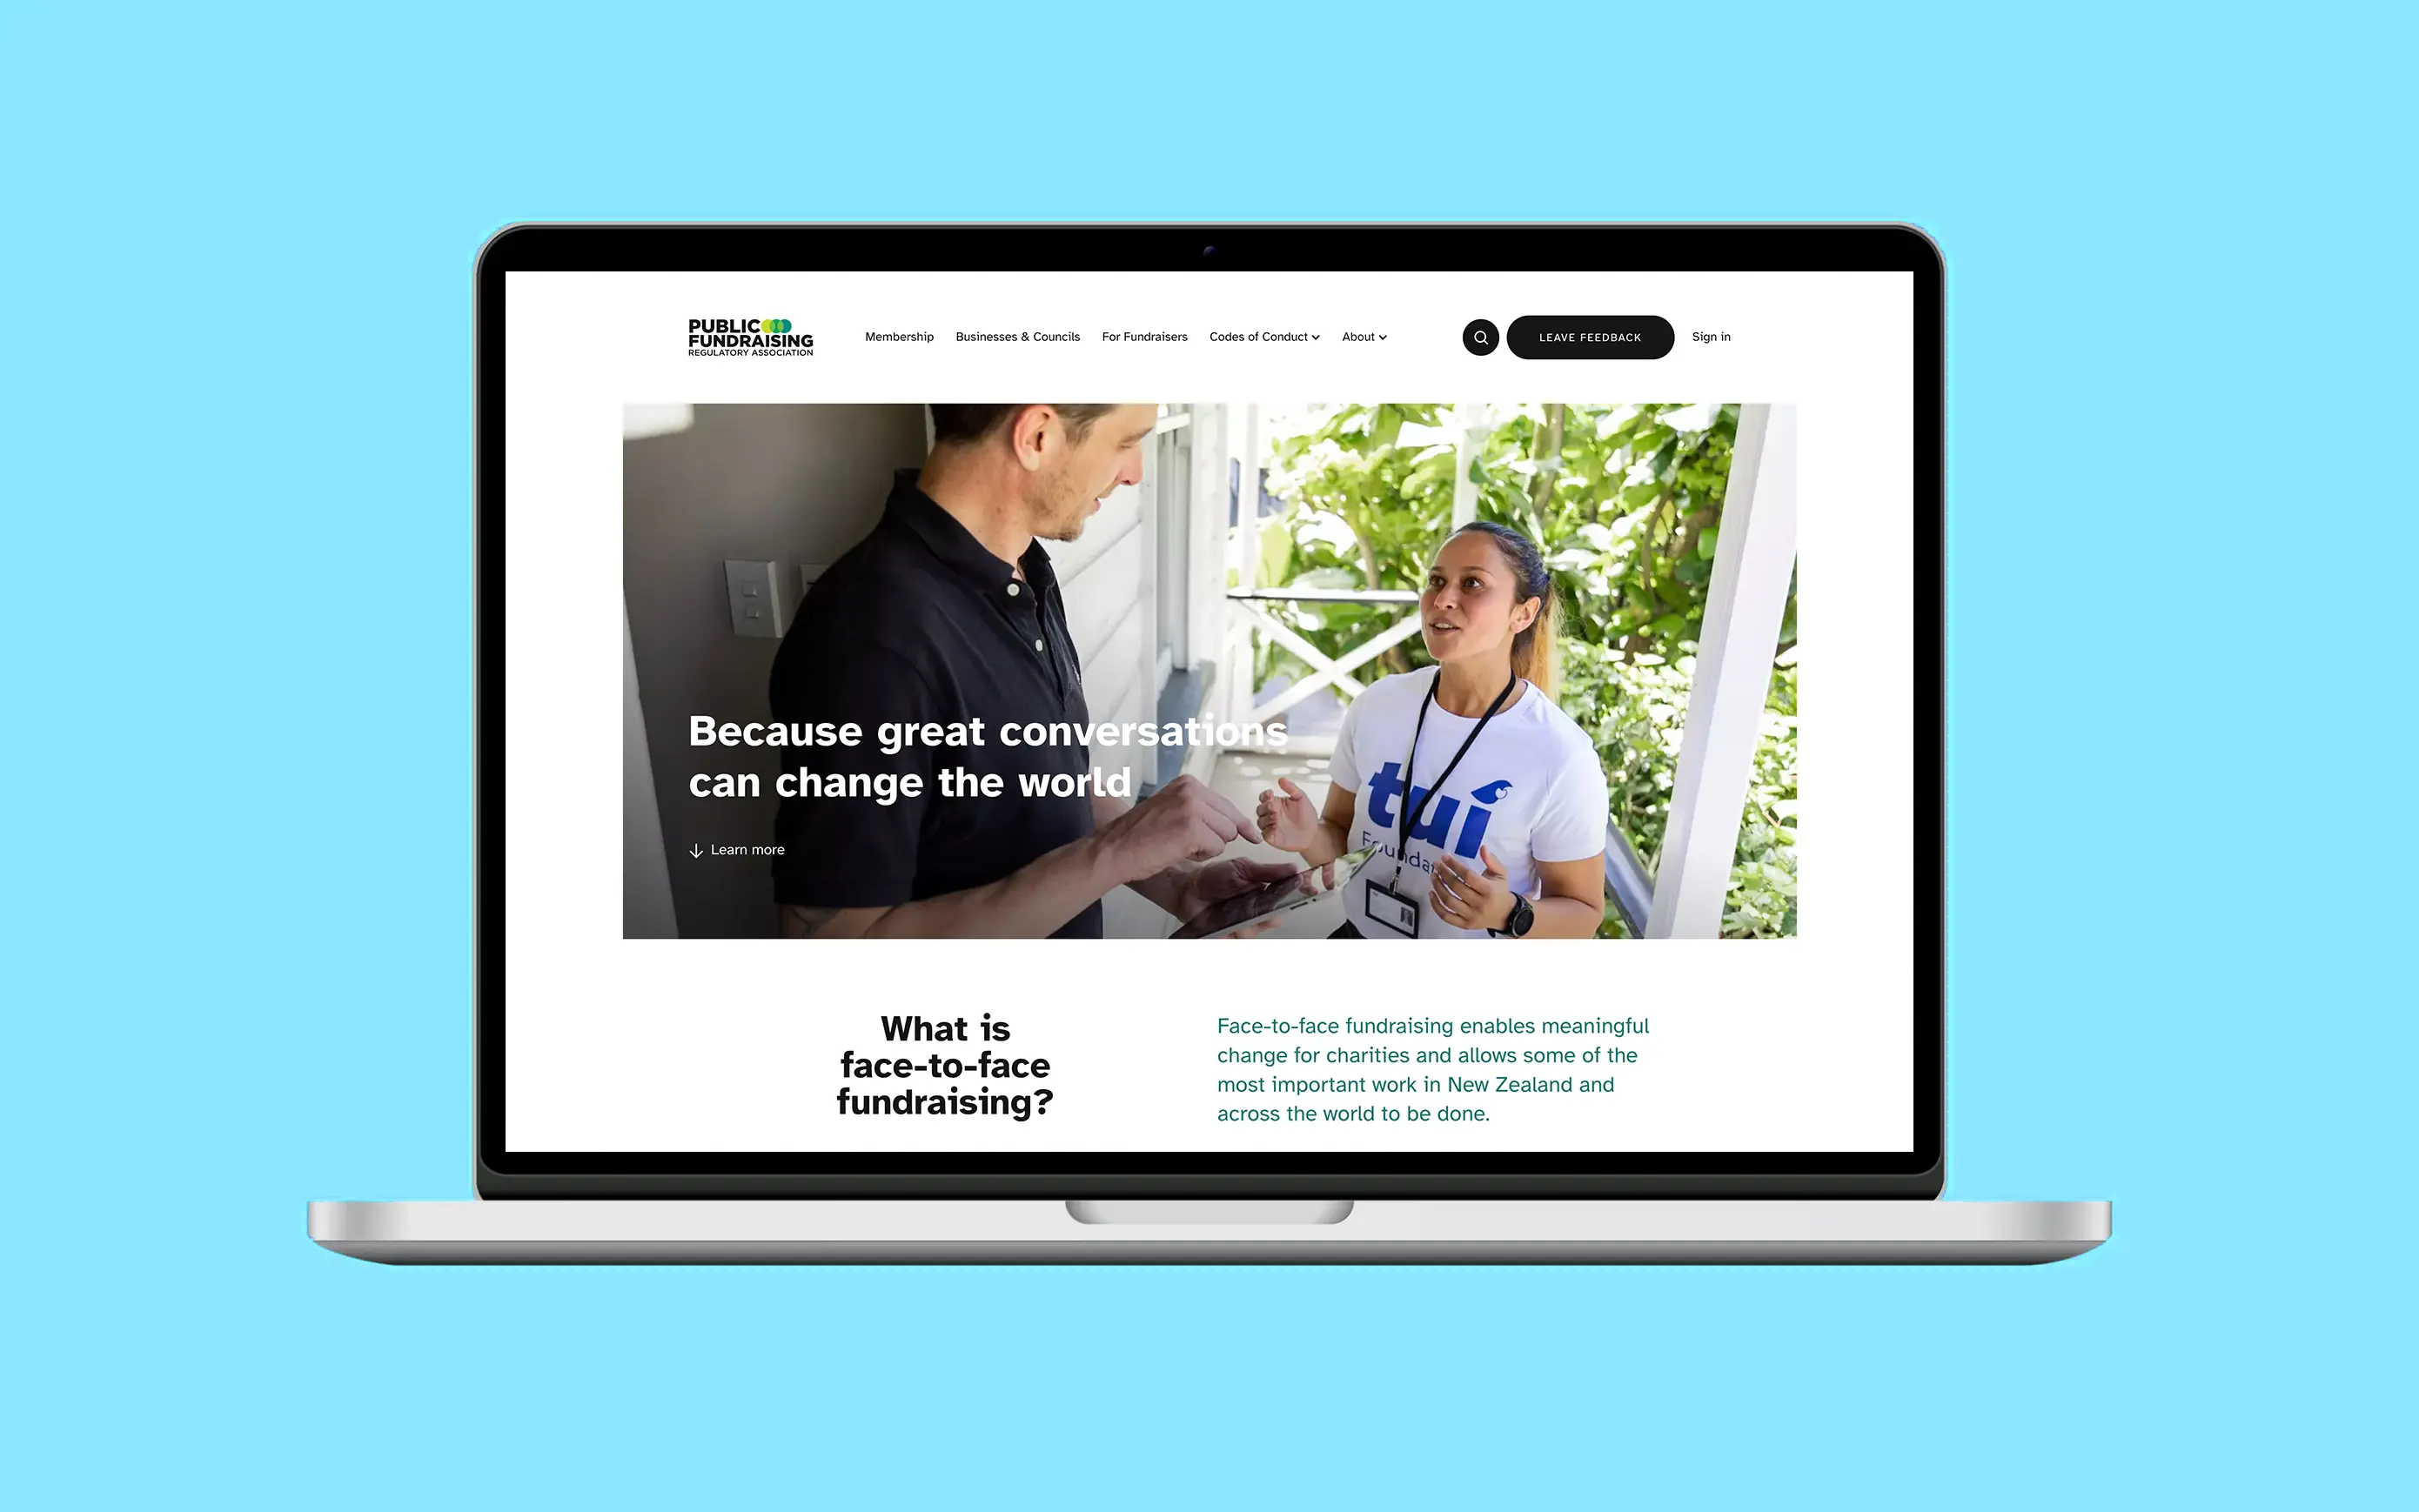 PUBLIC
FUNDRAISING
REGULATORY ASSOCIATION
Membership Businesses & Councils For Fundraisers Codes of Conduct About
LEAVE FEEDBACK Sign in
Because great conversations
can change the world
Learn more
tui
Founda
What is
face-to-face
fundraising?
Face-to-face fundraising enables meaningful
change for charities and allows some of the
most important work in New Zealand and
across the world to be done.